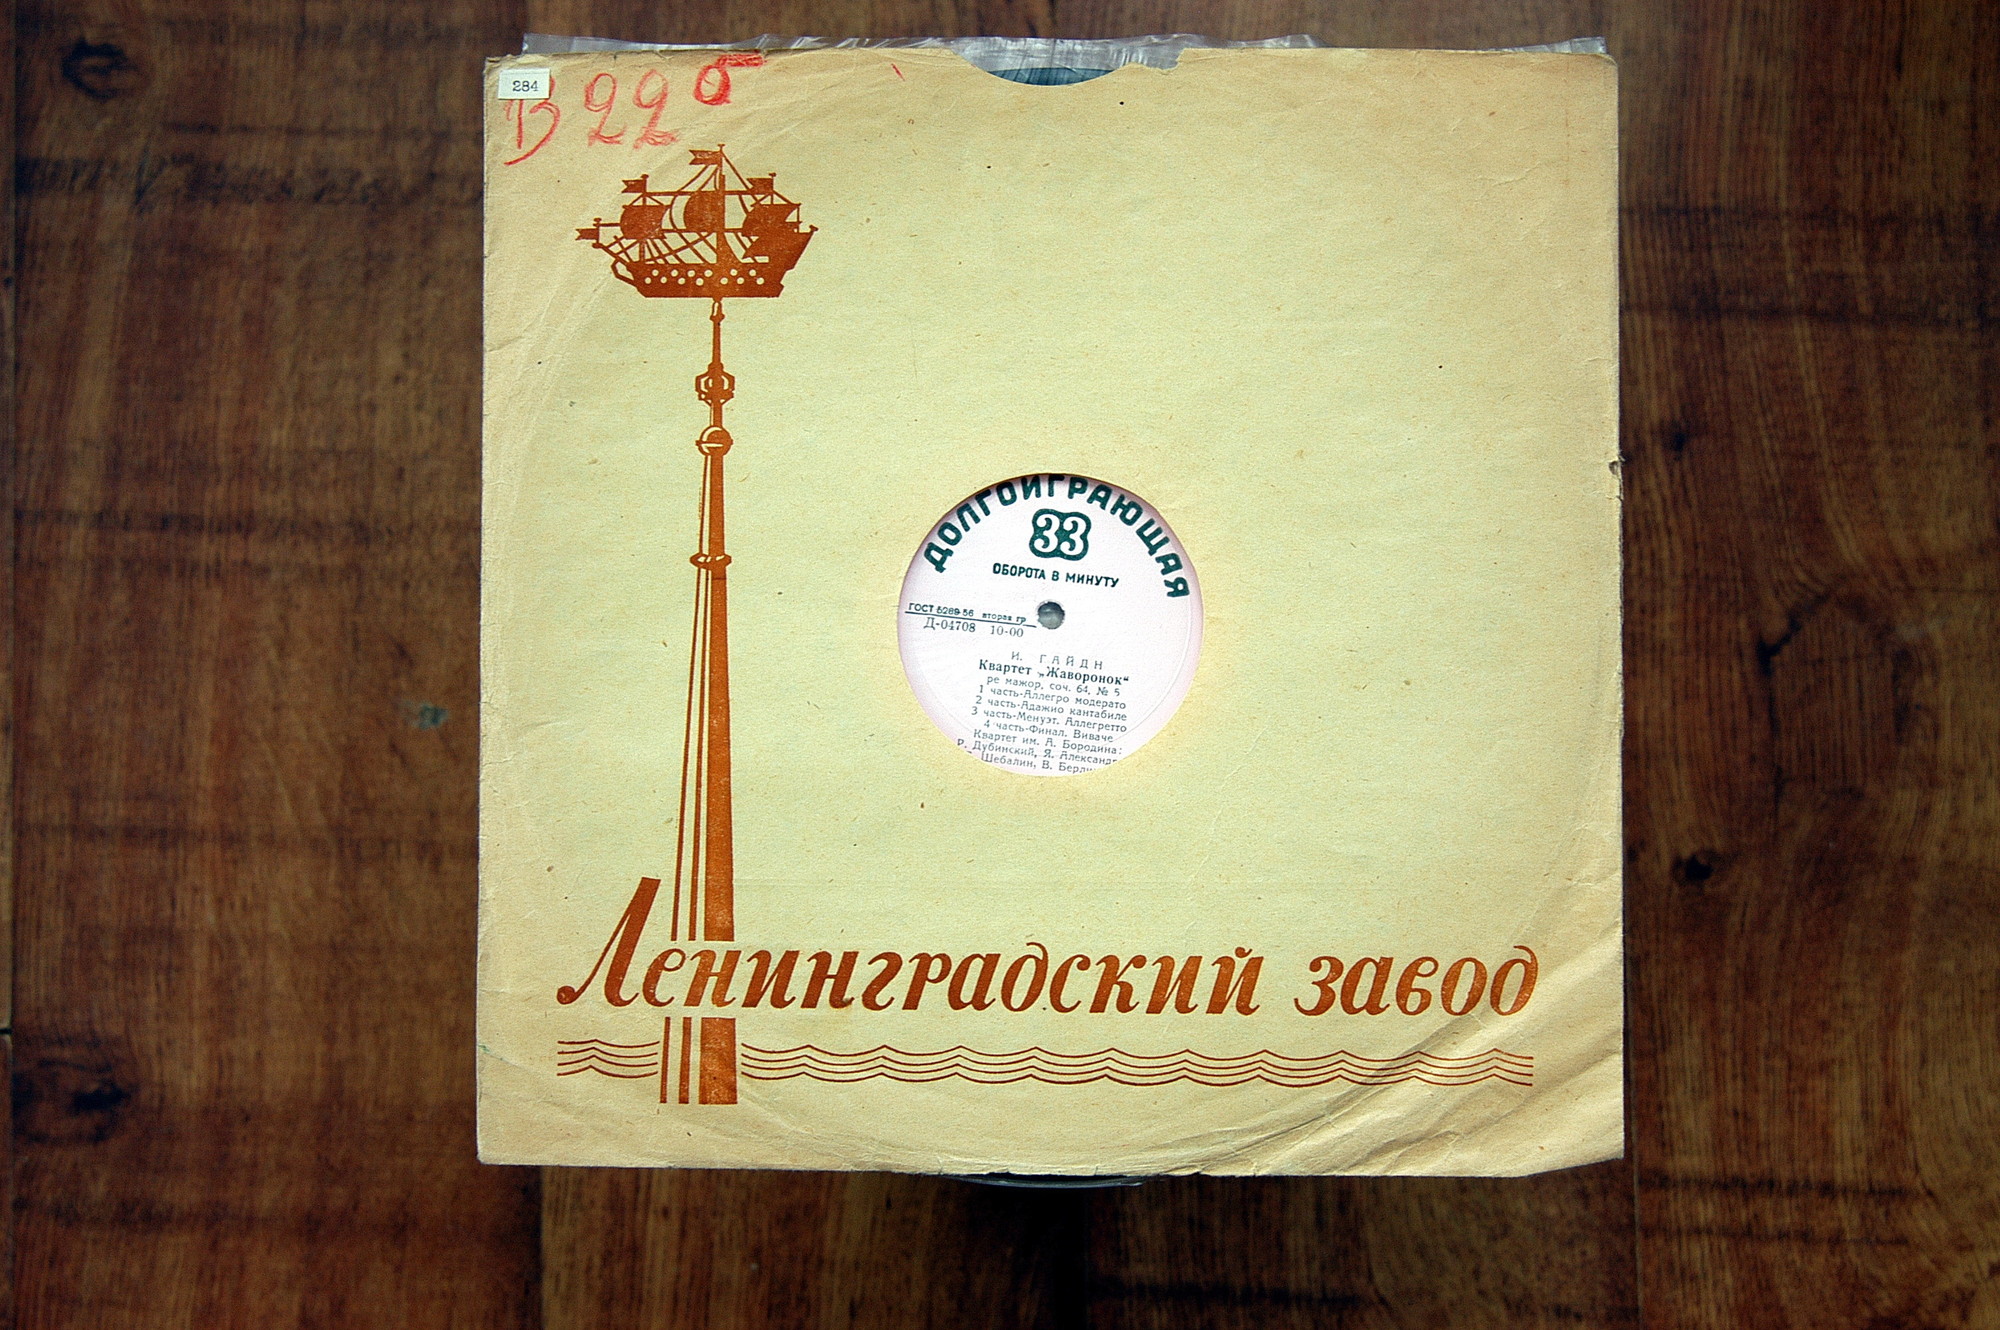 284
В 22 б
ДОЛГОИГРАЮЩАЯ
33
ОБОРОТА В МИНУТУ
ГОСТ 5289-56 вторая гр
Д-04708 10-00
И. ГАЙДН
Квартет „Жаворонок“
ре мажор, соч. 64, № 5
1 часть-Аллегро модерато
2 часть-Адажио кантабиле
3 часть-Менуэт. Аллегретто
4 часть-Финал. Виваче
Квартет им. А. Бородина:
Р. Дубинский, Я. Александр
Шебалин, В. Берли
Ленинградский завод